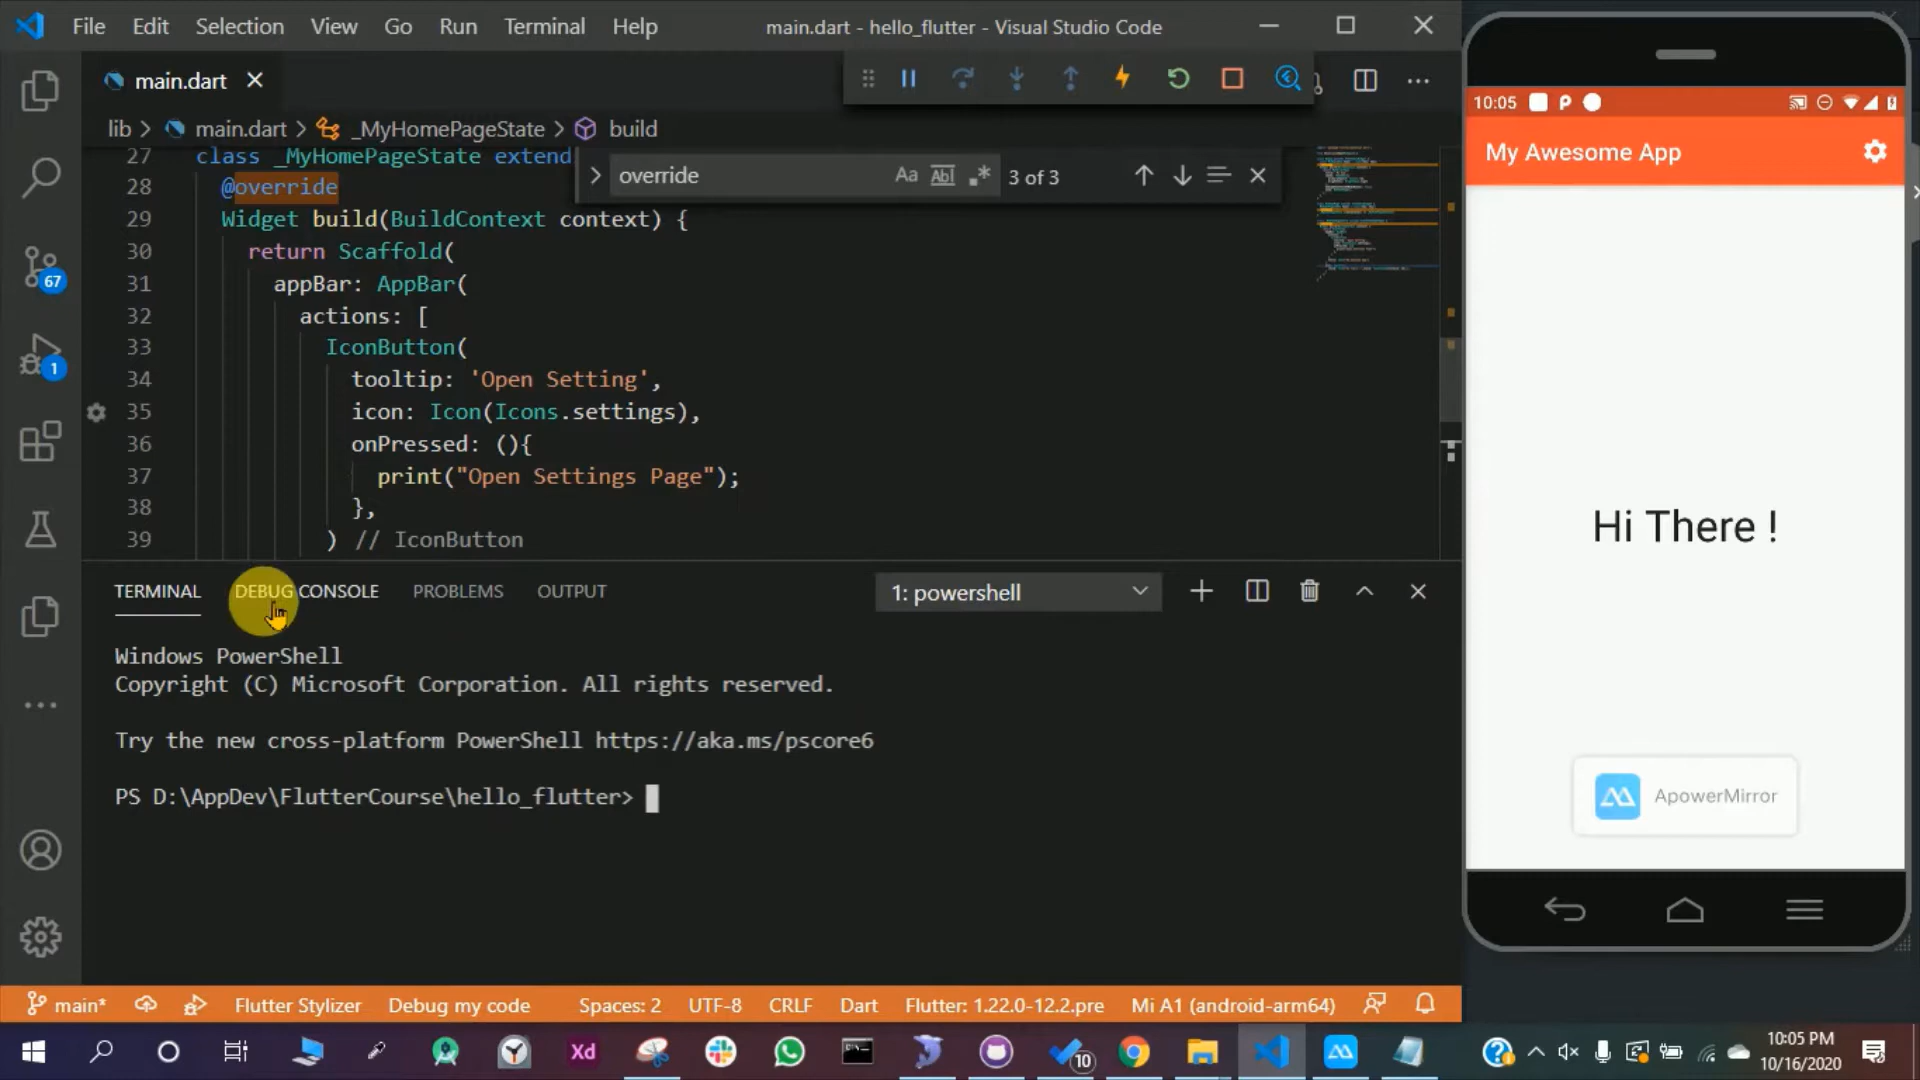 File Edit Selection View Go Run Terminal Help
main.dart - hello_flutter - Visual Studio Code
main.dart
lib > main.dart > _MyHomePageState > build
override
Aa Abl .* 3 of 3
27 class _MyHomePageState extend
28 @override
29 Widget build(BuildContext context) {
30 return Scaffold(
31 appBar: AppBar(
32 actions: [
33 IconButton(
34 tooltip: 'Open Setting',
35 icon: Icon(Icons.settings),
36 onPressed: (){
37 print("Open Settings Page");
38 },
39 ) // IconButton
67
1
TERMINAL DEBUG CONSOLE PROBLEMS OUTPUT
1: powershell
Windows PowerShell
Copyright (C) Microsoft Corporation. All rights reserved.
Try the new cross-platform PowerShell https://aka.ms/pscore6
PS D:\AppDev\FlutterCourse\hello_flutter>
main* Flutter Stylizer Debug my code Spaces: 2 UTF-8 CRLF Dart Flutter: 1.22.0-12.2.pre Mi A1 (android-arm64)
10:05
My Awesome App
Hi There !
ApowerMirror
Xd
10
10:05 PM
10/16/2020